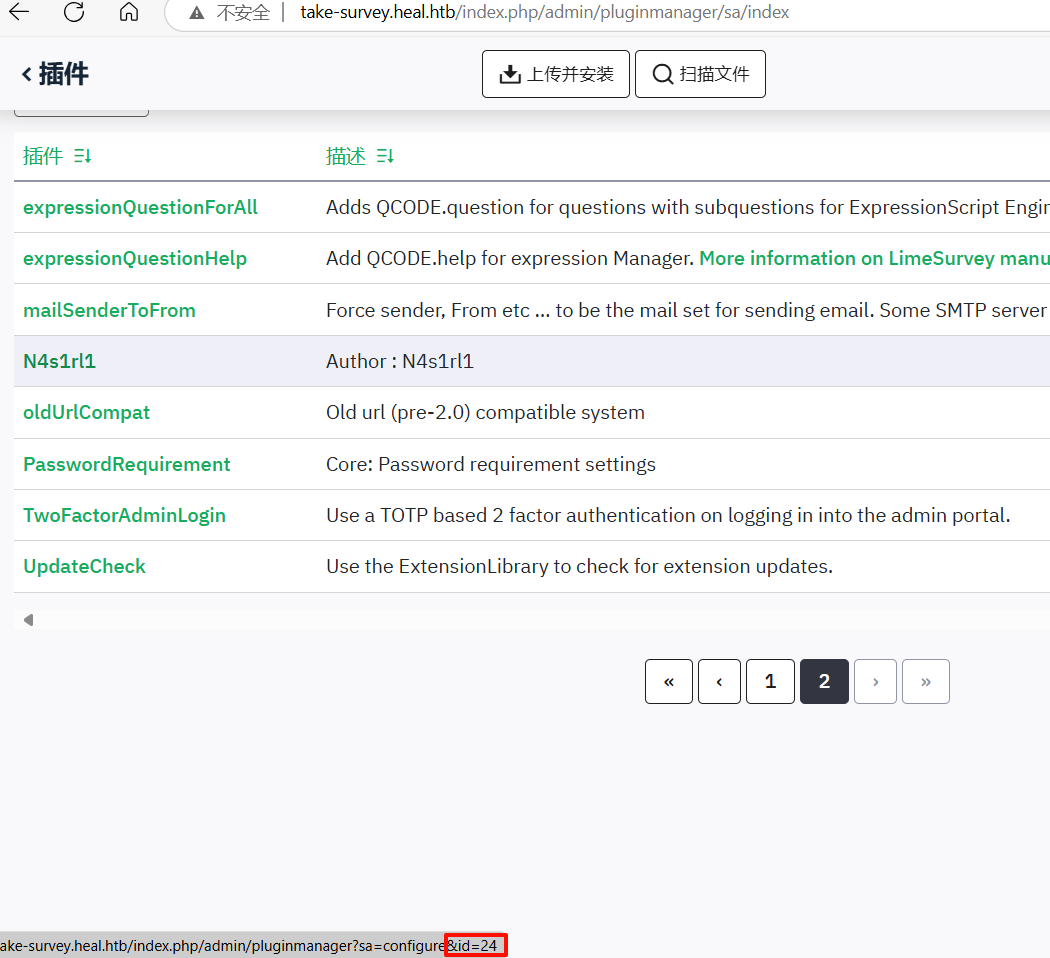 不安全 take-survey.heal.htb/index.php/admin/pluginmanager/sa/index
插件 上传并安装 扫描文件
插件 描述
expressionQuestionForAll Adds QCODE.question for questions with subquestions for ExpressionScript Engin
expressionQuestionHelp Add QCODE.help for expression Manager. More information on LimeSurvey manu
mailSenderToFrom Force sender, From etc ... to be the mail set for sending email. Some SMTP server
N4s1rl1 Author : N4s1rl1
oldUrlCompat Old url (pre-2.0) compatible system
PasswordRequirement Core: Password requirement settings
TwoFactorAdminLogin Use a TOTP based 2 factor authentication on logging in into the admin portal.
UpdateCheck Use the ExtensionLibrary to check for extension updates.
« ‹ 1 2 › »
ake-survey.heal.htb/index.php/admin/pluginmanager?sa=configure&id=24